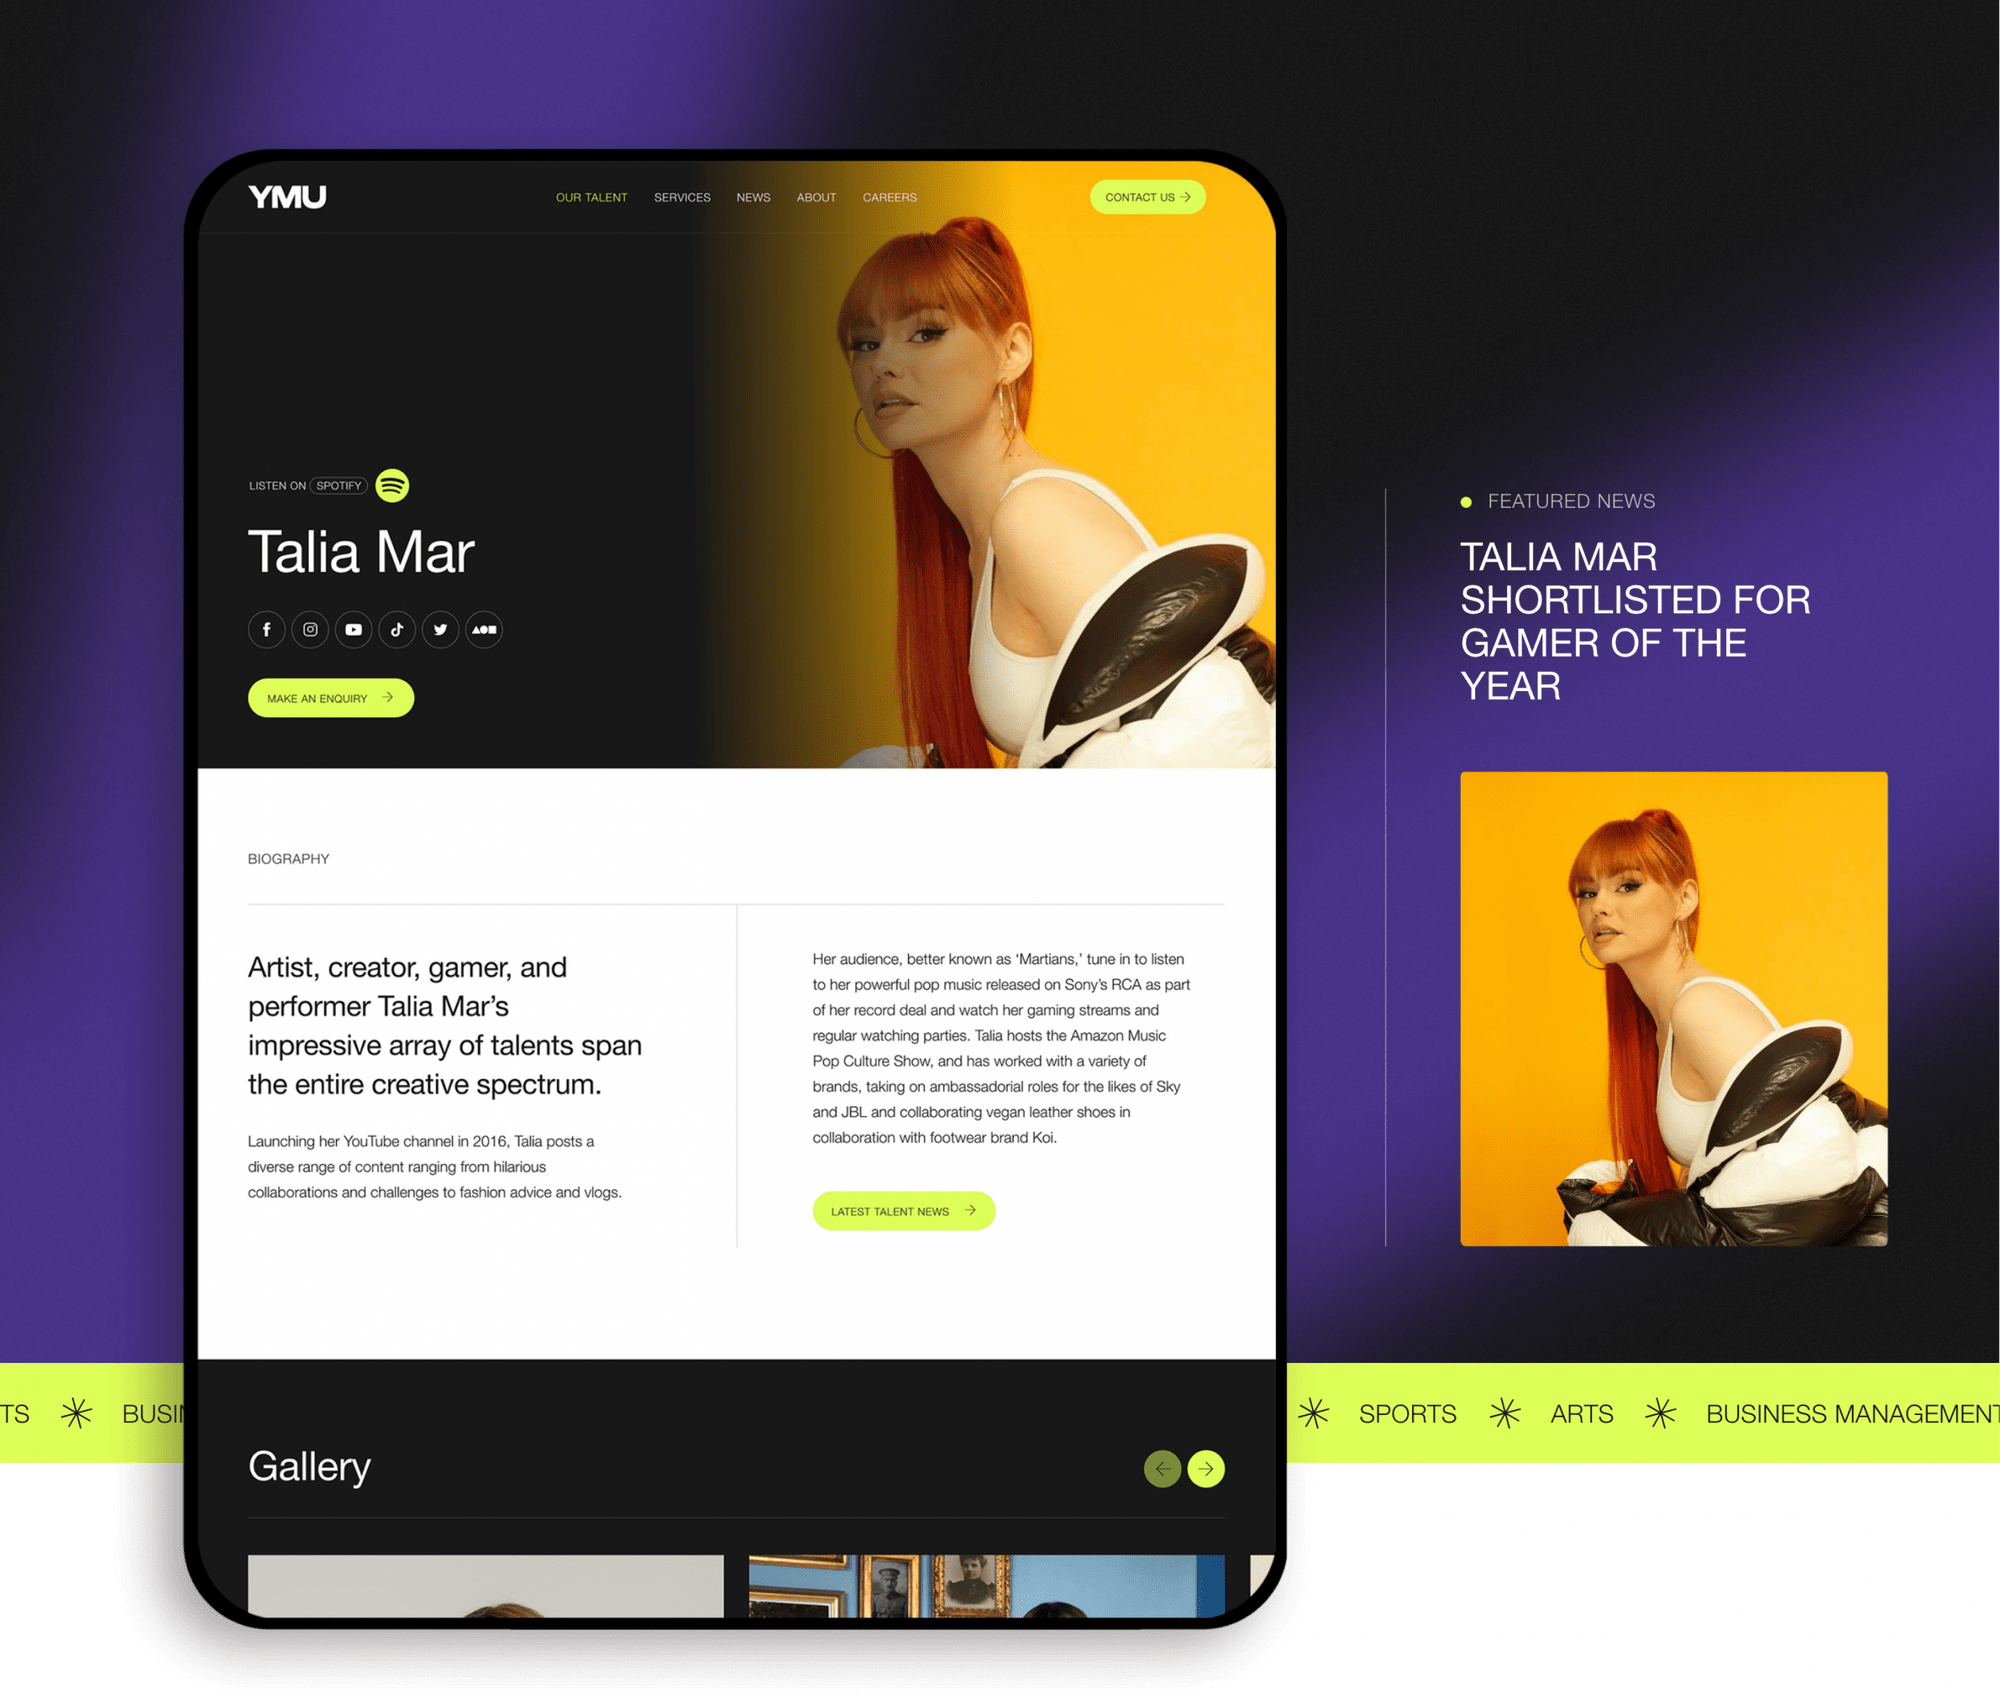 YMU
OUR TALENT
SERVICES
NEWS
ABOUT
CAREERS
CONTACT US
LISTEN ON SPOTIFY
Talia Mar
MAKE AN ENQUIRY
BIOGRAPHY
Artist, creator, gamer, and
performer Talia Mar’s
impressive array of talents span
the entire creative spectrum.
Launching her YouTube channel in 2016, Talia posts a
diverse range of content ranging from hilarious
collaborations and challenges to fashion advice and vlogs.
Her audience, better known as ‘Martians,’ tune in to listen
to her powerful pop music released on Sony’s RCA as part
of her record deal and watch her gaming streams and
regular watching parties. Talia hosts the Amazon Music
Pop Culture Show, and has worked with a variety of
brands, taking on ambassadorial roles for the likes of Sky
and JBL and collaborating vegan leather shoes in
collaboration with footwear brand Koi.
LATEST TALENT NEWS
Gallery
FEATURED NEWS
TALIA MAR
SHORTLISTED FOR
GAMER OF THE
YEAR
TS BUSIN
SPORTS ARTS BUSINESS MANAGEMENT